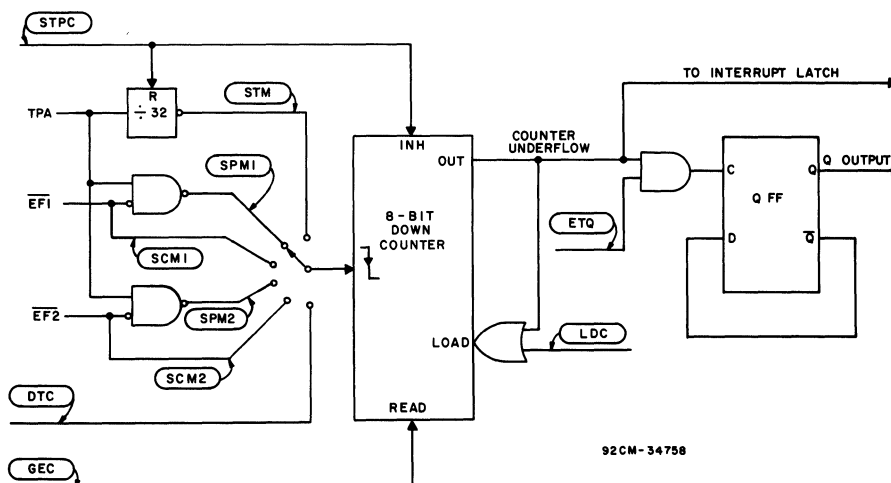 STPC
R
÷ 32
STM
TPA
SPM1
EF1
SCM1
EF2
SPM2
SCM2
DTC
GEC
INH
OUT
8-BIT
DOWN
COUNTER
LOAD
READ
COUNTER
UNDERFLOW
TO INTERRUPT LATCH
ETQ
LDC
C
Q
Q FF
D
Q̅
Q OUTPUT
92CM-34758